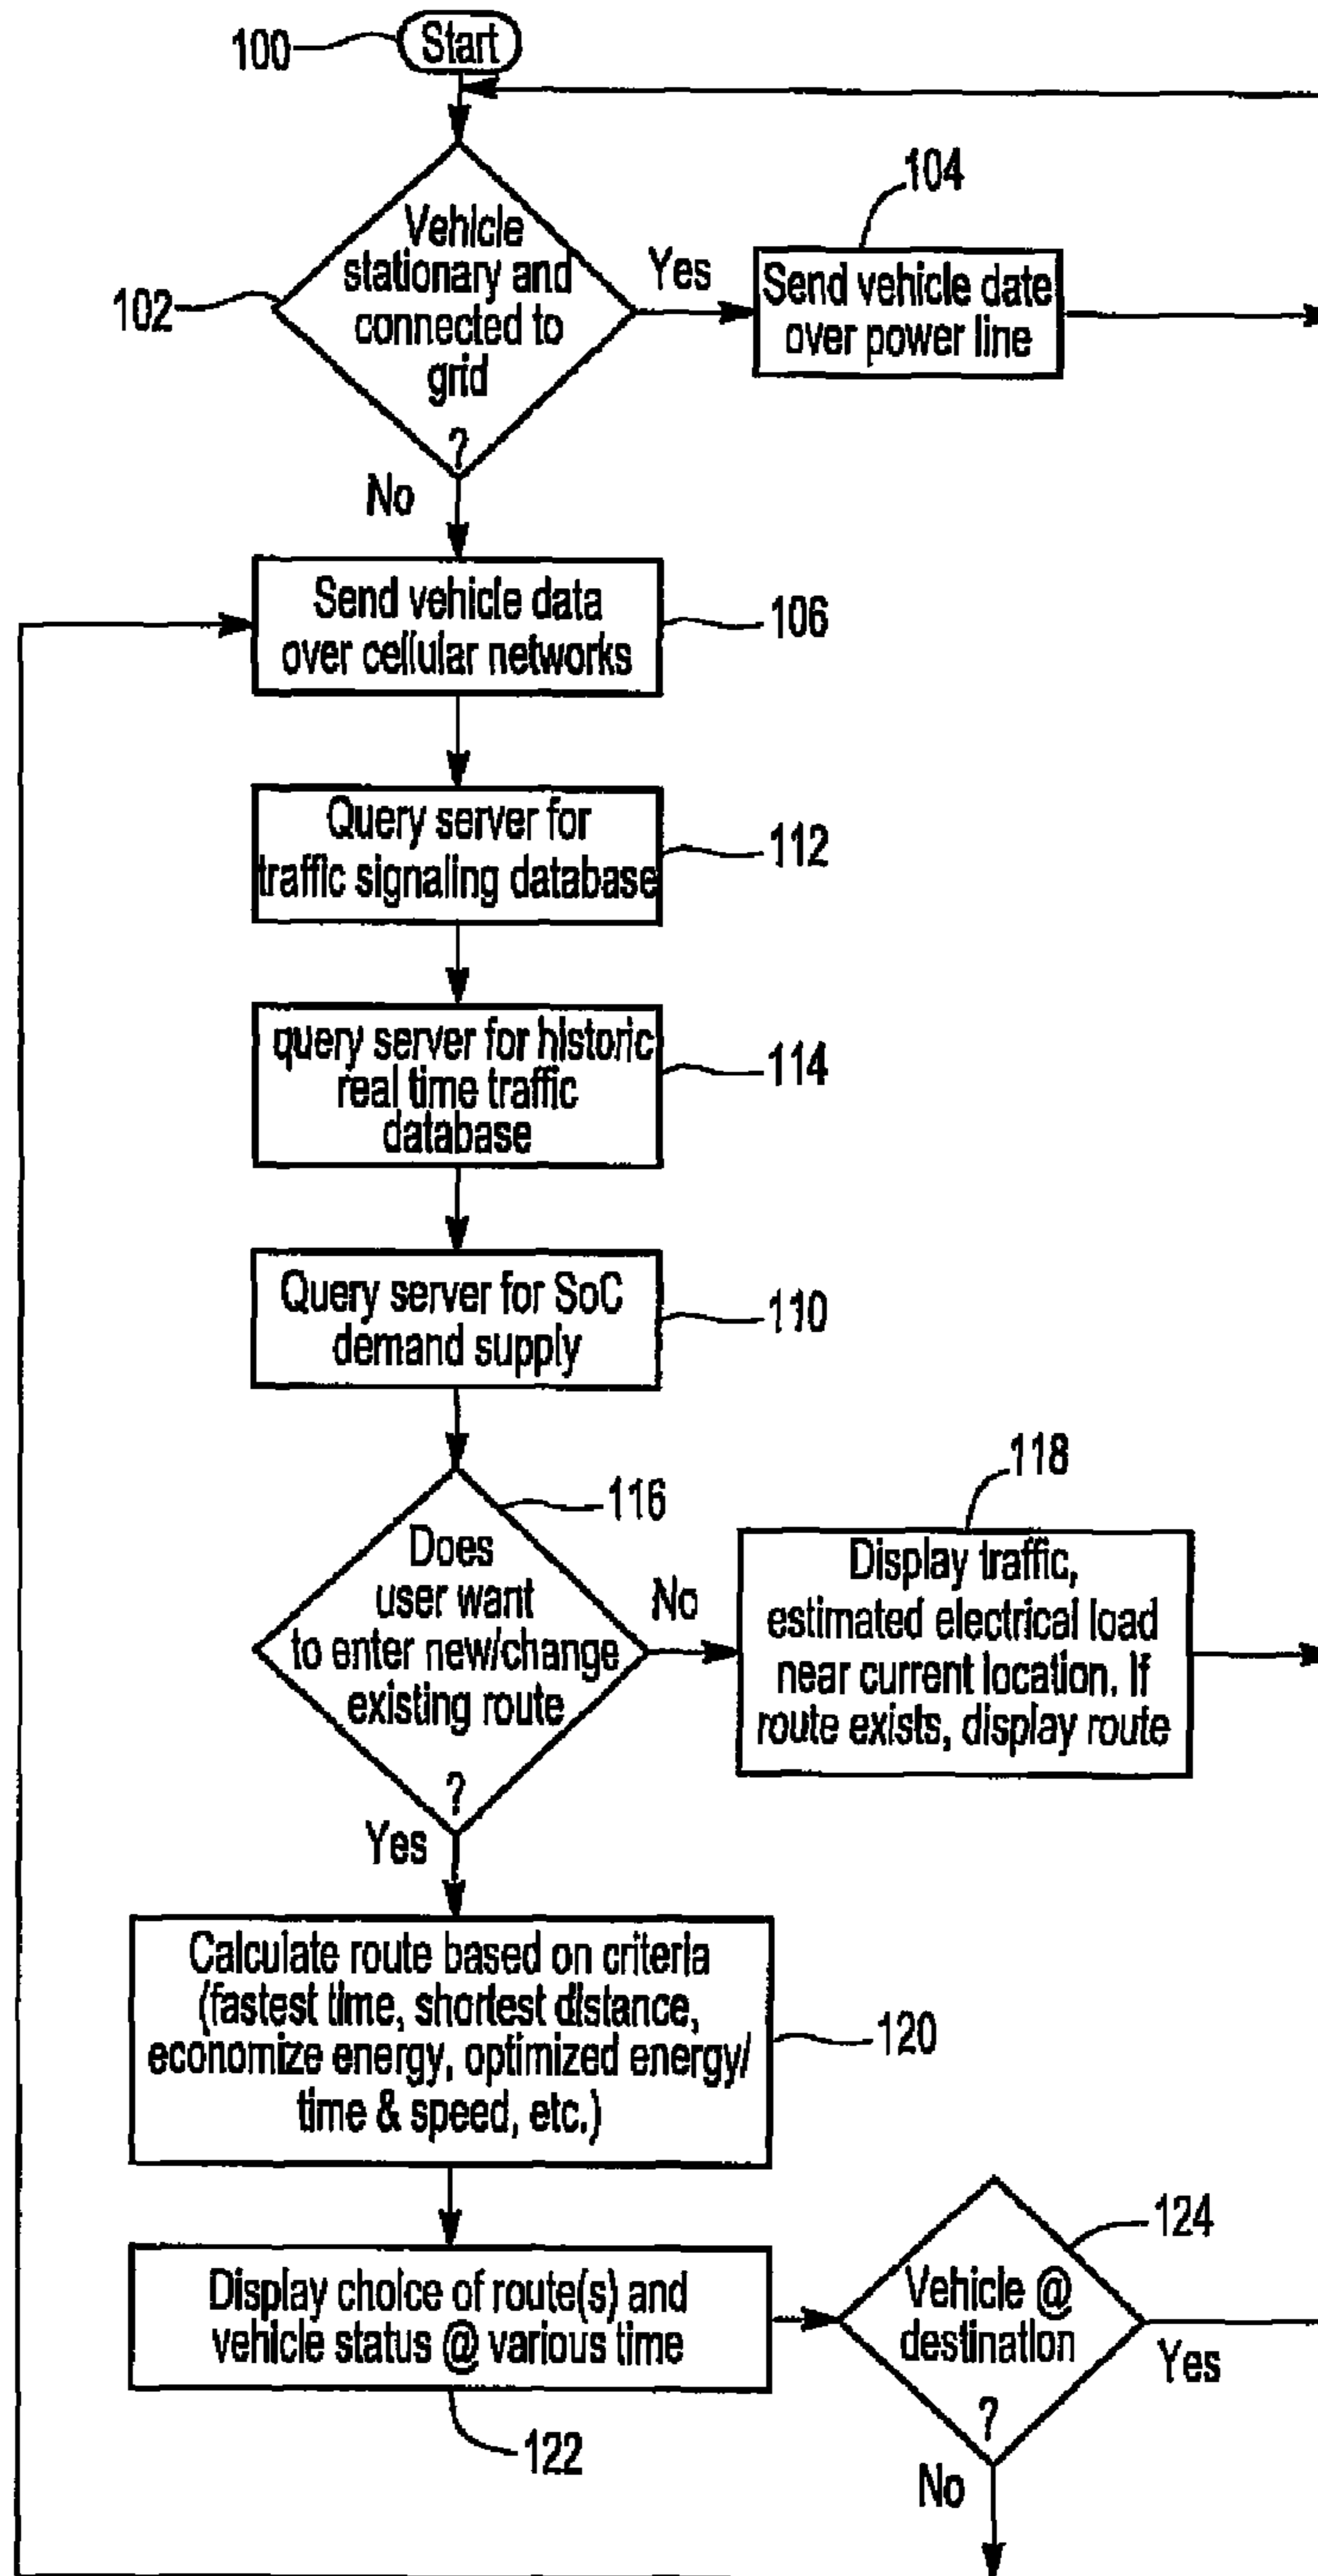 100
Start
104
Vehicle
stationary and
connected to
grid
?
102
Yes
Send vehicle date
over power line
No
Send vehicle data
over cellular networks
106
Query server for
traffic signaling database
112
query server for historic
real time traffic
database
114
Query server for SoC
demand supply
110
116
118
Does
user want
to enter new/change
existing route
?
No
Display traffic,
estimated electrical load
near current location. If
route exists, display route
Yes
Calculate route based on criteria
(fastest time, shortest distance,
economize energy, optimized energy/
time & speed, etc.)
120
Display choice of route(s) and
vehicle status @ various time
122
124
Vehicle @
destination
?
Yes
No